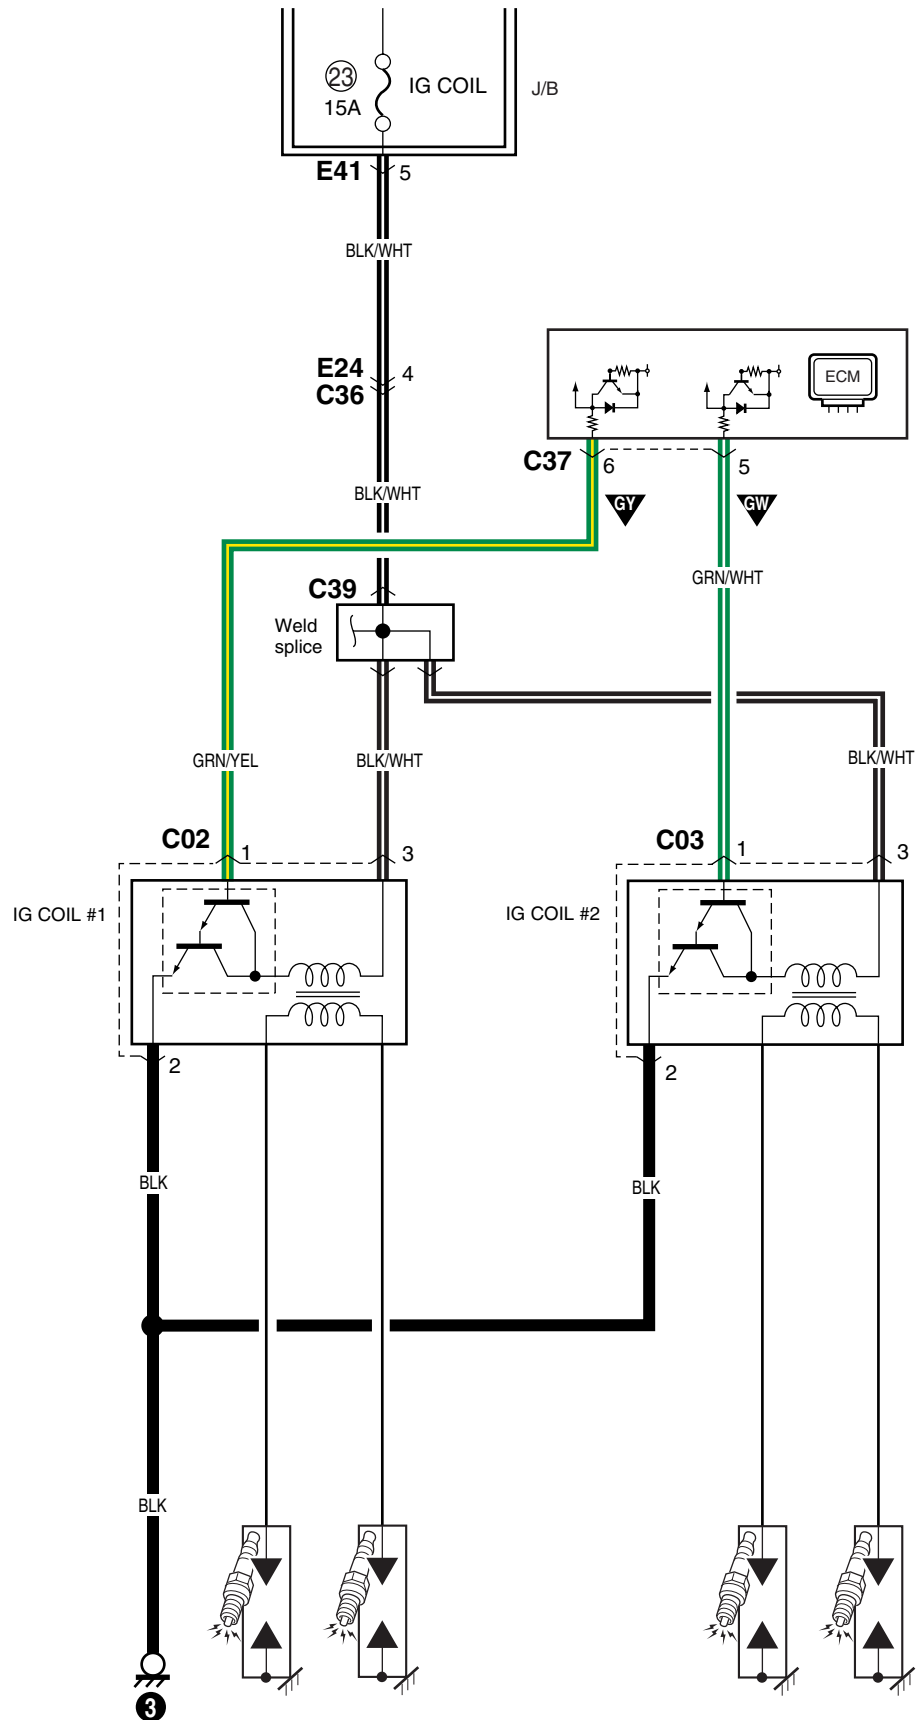 23 IG COIL J/B
15A
E41 5
BLK/WHT
E24 4
C36
ECM
C37 6 5
BLK/WHT
GY GW
GRN/WHT
C39
Weld
splice
GRN/YEL BLK/WHT BLK/WHT
C02 1 3 C03 1 3
IG COIL #1 IG COIL #2
2 2
BLK BLK
BLK
3